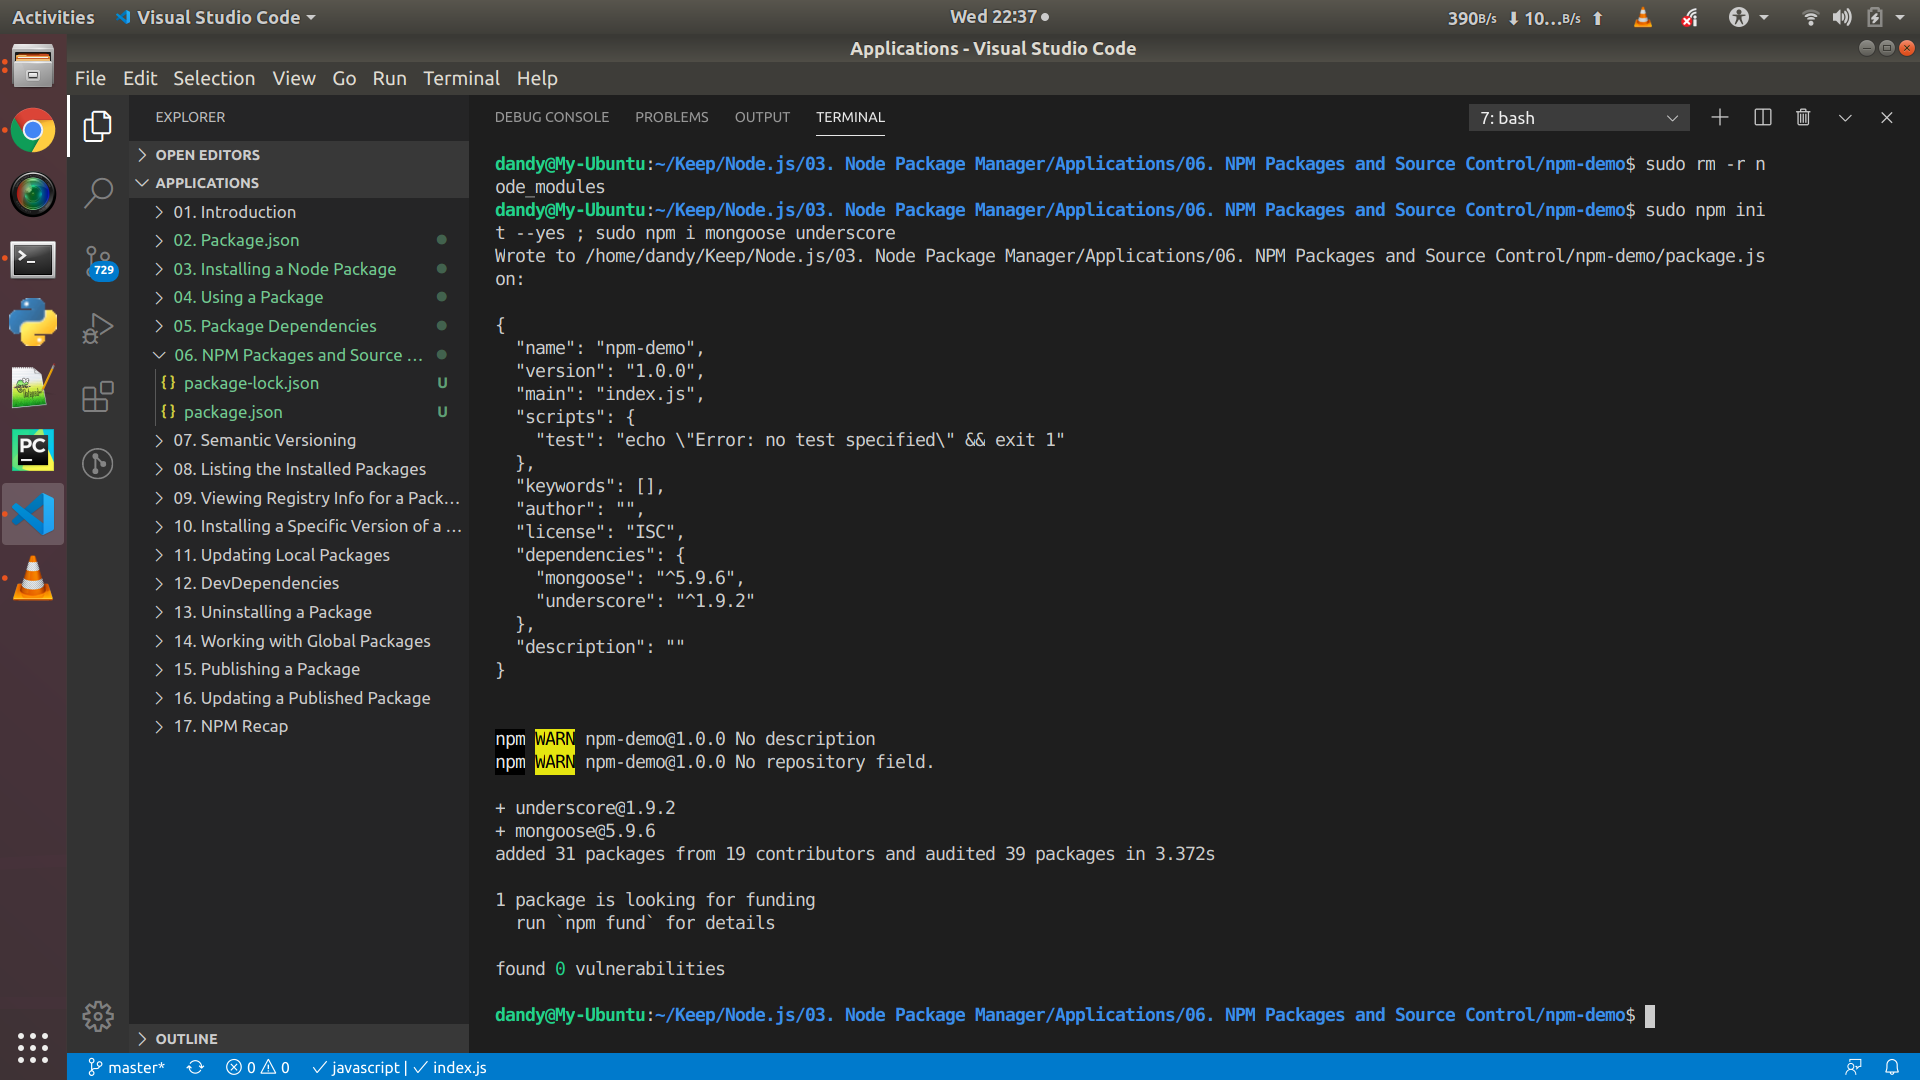 Activities
Visual Studio Code
Wed 22:37
390B/s 10...B/s
Applications - Visual Studio Code
File Edit Selection View Go Run Terminal Help
EXPLORER
OPEN EDITORS
APPLICATIONS
01. Introduction
02. Package.json
03. Installing a Node Package
04. Using a Package
05. Package Dependencies
06. NPM Packages and Source ...
{} package-lock.json U
{} package.json U
07. Semantic Versioning
08. Listing the Installed Packages
09. Viewing Registry Info for a Pack...
10. Installing a Specific Version of a ...
11. Updating Local Packages
12. DevDependencies
13. Uninstalling a Package
14. Working with Global Packages
15. Publishing a Package
16. Updating a Published Package
17. NPM Recap
OUTLINE
729
PC
DEBUG CONSOLE PROBLEMS OUTPUT TERMINAL
7: bash
dandy@My-Ubuntu:~/Keep/Node.js/03. Node Package Manager/Applications/06. NPM Packages and Source Control/npm-demo$ sudo rm -r n
ode_modules
dandy@My-Ubuntu:~/Keep/Node.js/03. Node Package Manager/Applications/06. NPM Packages and Source Control/npm-demo$ sudo npm ini
t --yes ; sudo npm i mongoose underscore
Wrote to /home/dandy/Keep/Node.js/03. Node Package Manager/Applications/06. NPM Packages and Source Control/npm-demo/package.js
on:
{
"name": "npm-demo",
"version": "1.0.0",
"main": "index.js",
"scripts": {
"test": "echo \"Error: no test specified\" && exit 1"
},
"keywords": [],
"author": "",
"license": "ISC",
"dependencies": {
"mongoose": "^5.9.6",
"underscore": "^1.9.2"
},
"description": ""
}
npm WARN npm-demo@1.0.0 No description
npm WARN npm-demo@1.0.0 No repository field.
+ underscore@1.9.2
+ mongoose@5.9.6
added 31 packages from 19 contributors and audited 39 packages in 3.372s
1 package is looking for funding
run `npm fund` for details
found 0 vulnerabilities
dandy@My-Ubuntu:~/Keep/Node.js/03. Node Package Manager/Applications/06. NPM Packages and Source Control/npm-demo$
master* 0 0 javascript | index.js